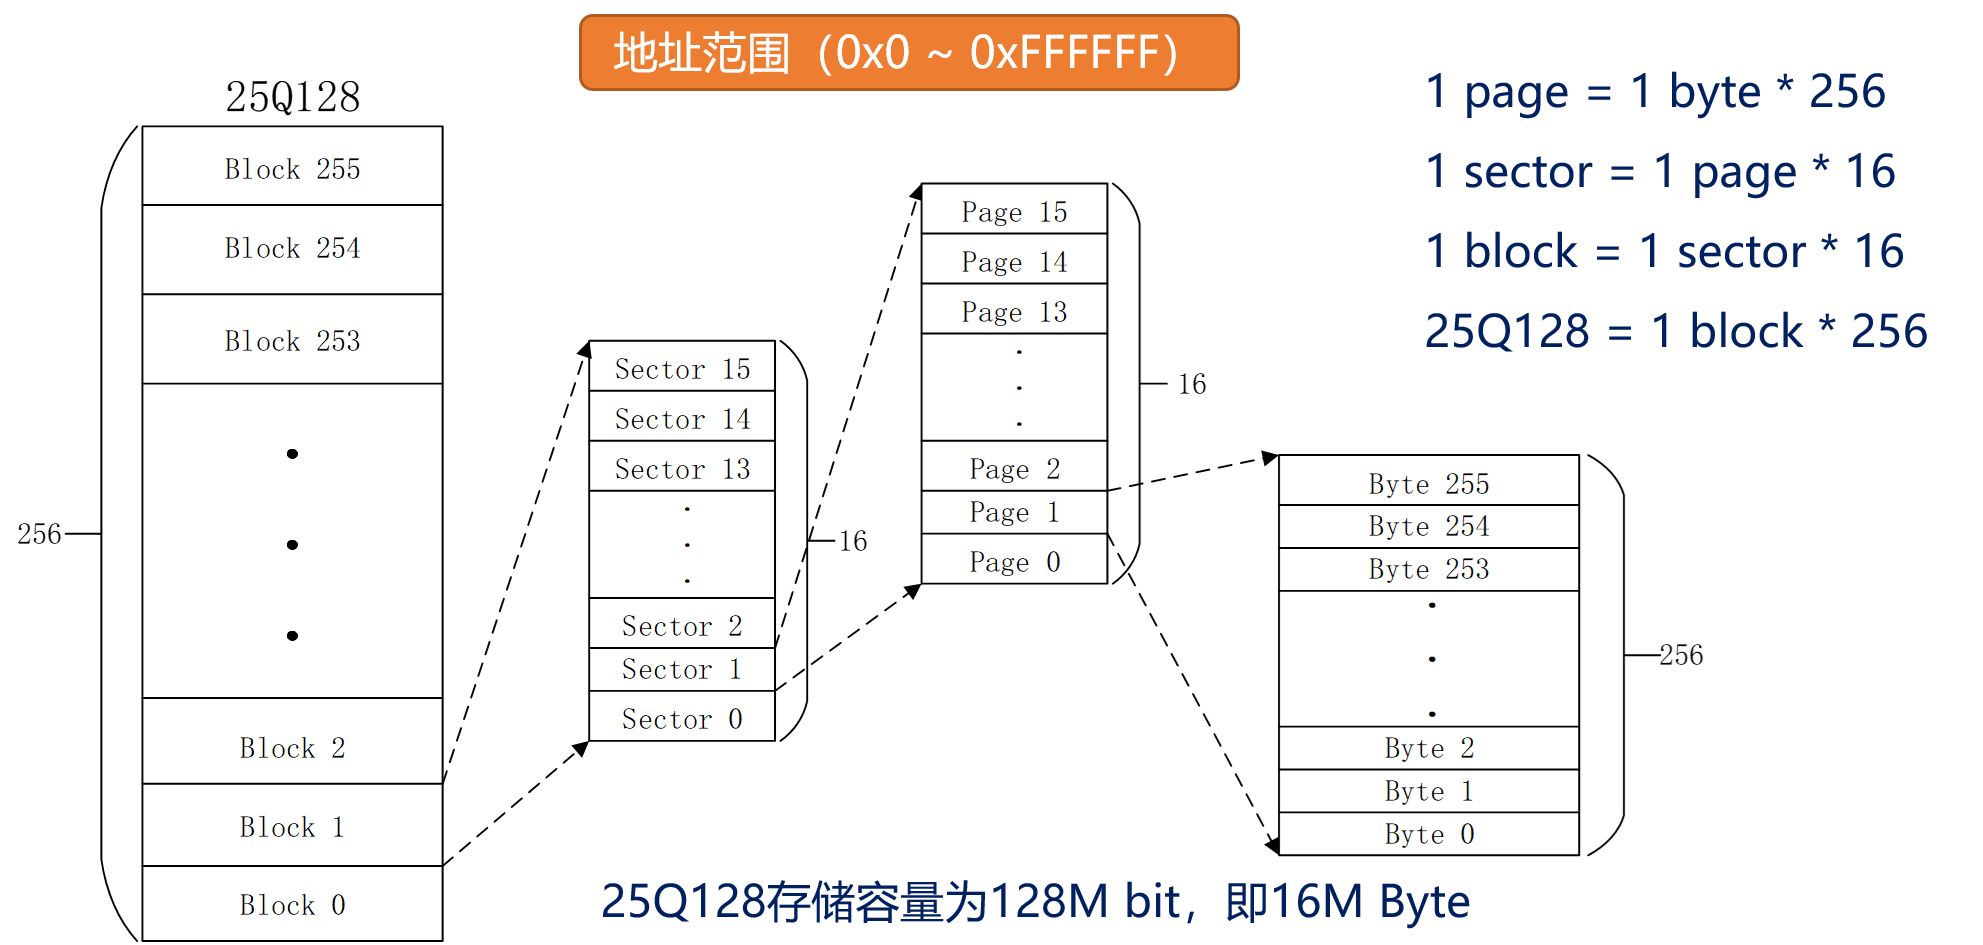 地址范围（0x0 ~ 0xFFFFFF）
25Q128
Block 255
Block 254
Block 253
Block 2
Block 1
Block 0
256
Sector 15
Sector 14
Sector 13
Sector 2
Sector 1
Sector 0
16
Page 15
Page 14
Page 13
Page 2
Page 1
Page 0
16
Byte 255
Byte 254
Byte 253
Byte 2
Byte 1
Byte 0
256
1 page = 1 byte * 256
1 sector = 1 page * 16
1 block = 1 sector * 16
25Q128 = 1 block * 256
25Q128存储容量为128M bit，即16M Byte